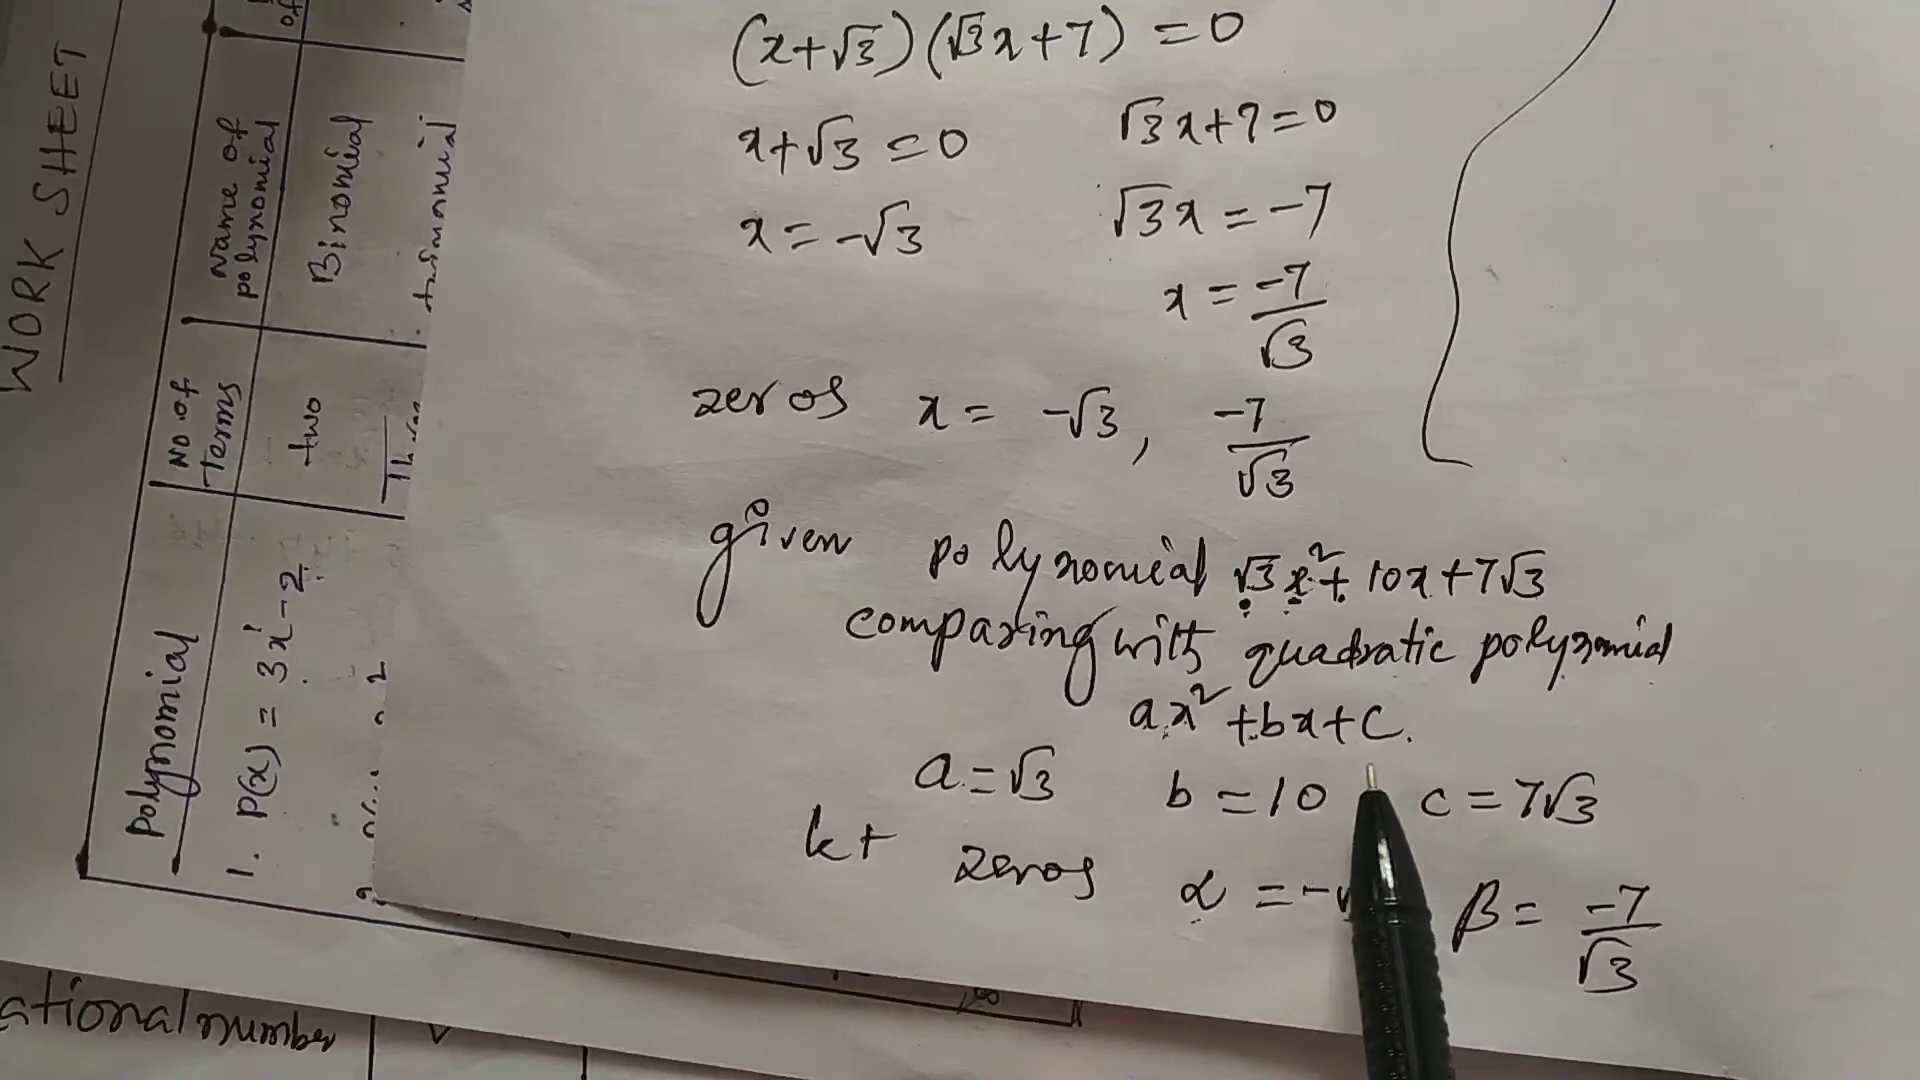 (x+√3)(√3x+7) = 0
x+√3 = 0 √3x+7=0
x = -√3 √3x = -7
x = -7/√3
zeros x = -√3, -7/√3
given polynomial √3x²+10x+7√3
comparing with quadratic polynomial
ax²+bx+c.
a=√3 b=10 c=7√3
let zeros α = - β = -7/√3
WORK SHEET
Polynomial No of Terms Name of polynomial of
1. P(x) = 3x¹-2 two Binomial
number